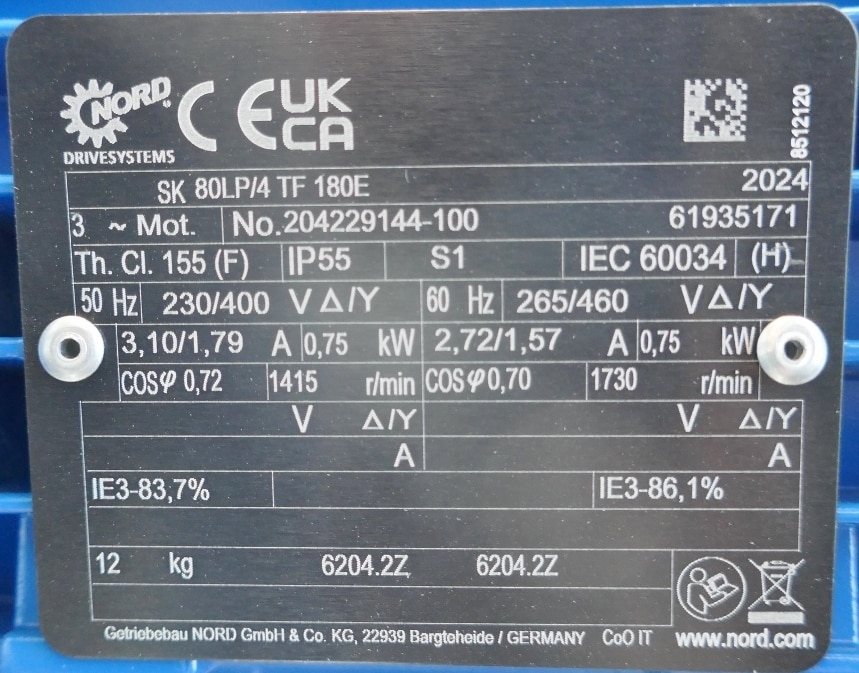 NORD® CE UK CA 8512120
DRIVESYSTEMS
SK 80LP/4 TF 180E 2024
3 ~ Mot. No.204229144-100 61935171
Th. Cl. 155 (F) IP55 S1 IEC 60034 (H)
50 Hz 230/400 V Δ/Y 60 Hz 265/460 V Δ/Y
3,10/1,79 A 0,75 kW 2,72/1,57 A 0,75 kW
COSφ 0,72 1415 r/min COSφ 0,70 1730 r/min
V Δ/Y V Δ/Y
A A
IE3-83,7% IE3-86,1%
12 kg 6204.2Z 6204.2Z
Getriebebau NORD GmbH & Co. KG, 22939 Bargteheide / GERMANY CoO IT www.nord.com